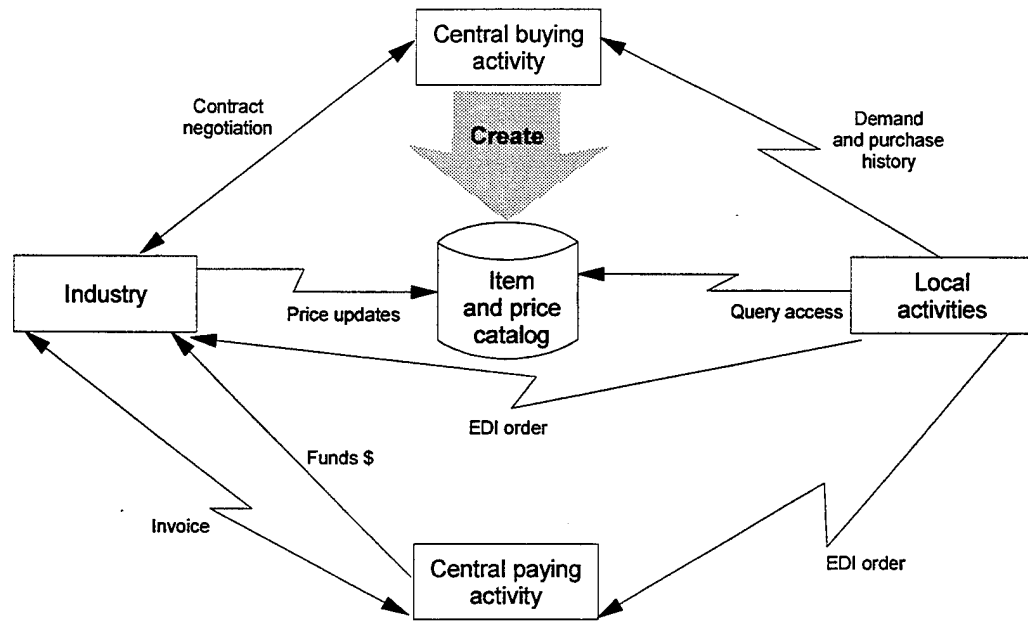 Central buying
activity
Contract
negotiation
Create
Demand
and purchase
history
Industry
Price updates
Item
and price
catalog
Query access
Local
activities
EDI order
Funds $
Invoice
Central paying
activity
EDI order